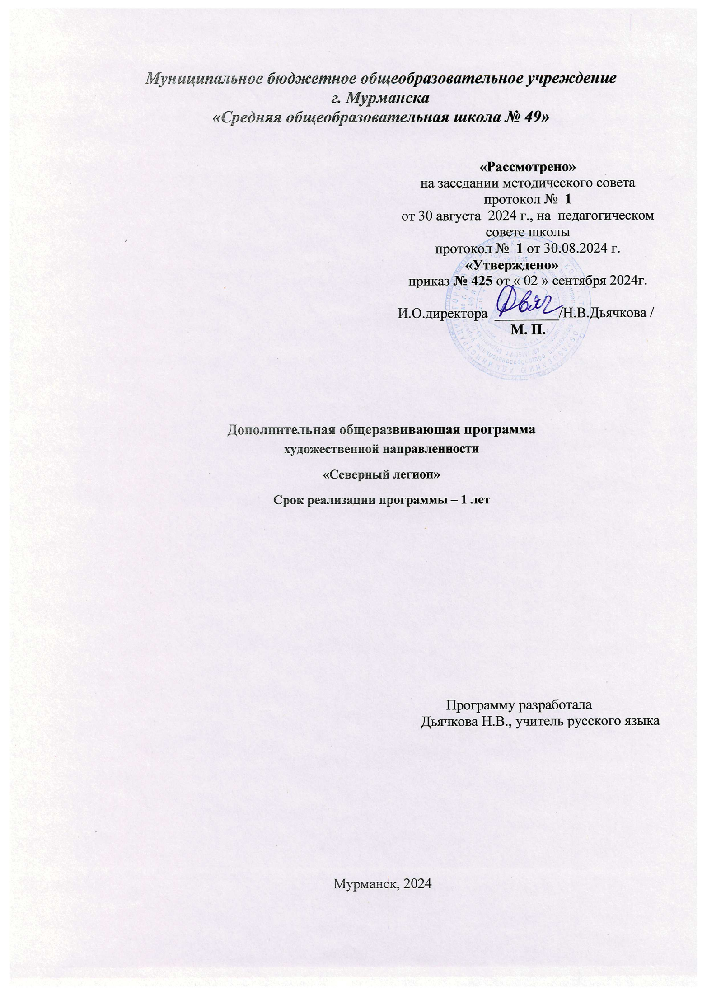 Муниципальное бюджетное общеобразовательное учреждение
г. Мурманска
«Средняя общеобразовательная школа № 49»
«Рассмотрено»
на заседании методического совета
протокол № 1
от 30 августа 2024 г., на педагогическом
совете школы
протокол № 1 от 30.08.2024 г.
«Утверждено»
приказ № 425 от « 02 » сентября 2024г.
И.О.директора __________/Н.В.Дьячкова /
М. П.
Дополнительная общеразвивающая программа
художественной направленности
«Северный легион»
Срок реализации программы – 1 лет
Программу разработала
Дьячкова Н.В., учитель русского языка
Мурманск, 2024